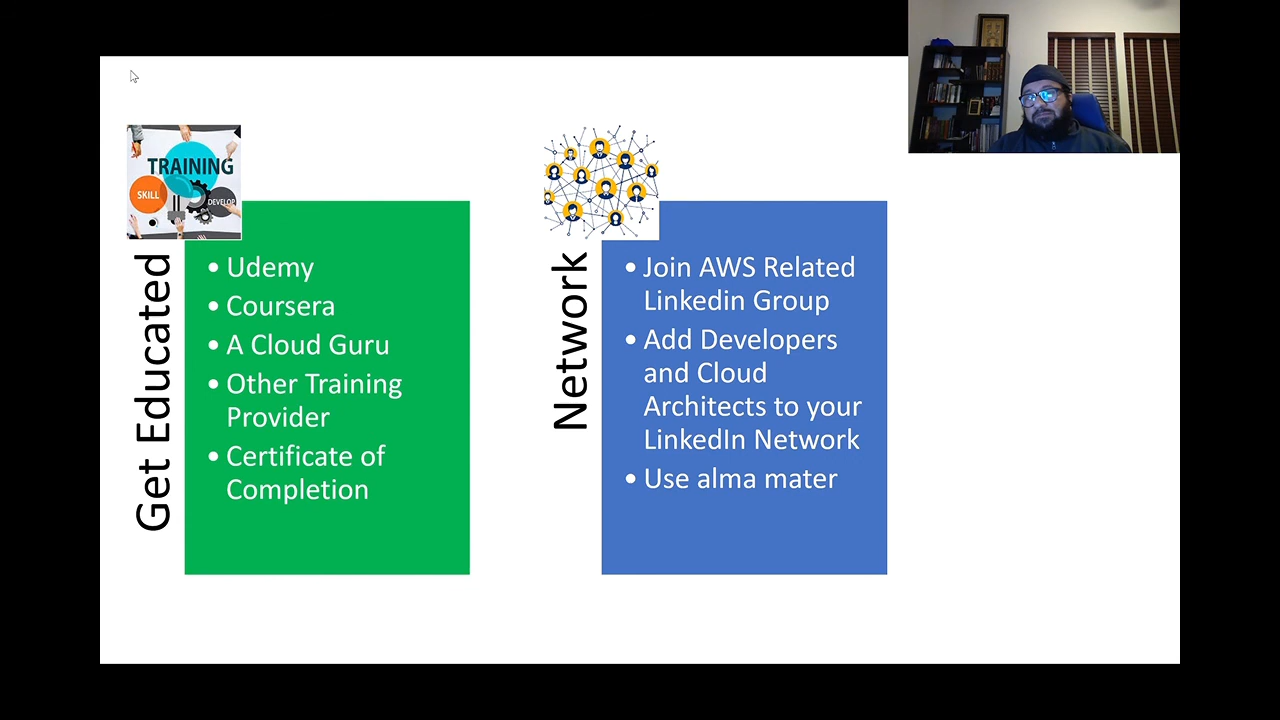 TRAINING
SKILL
DEVELOP
Get Educated
• Udemy
• Coursera
• A Cloud Guru
• Other Training
Provider
• Certificate of
Completion
Network
• Join AWS Related
Linkedin Group
• Add Developers
and Cloud
Architects to your
LinkedIn Network
• Use alma mater